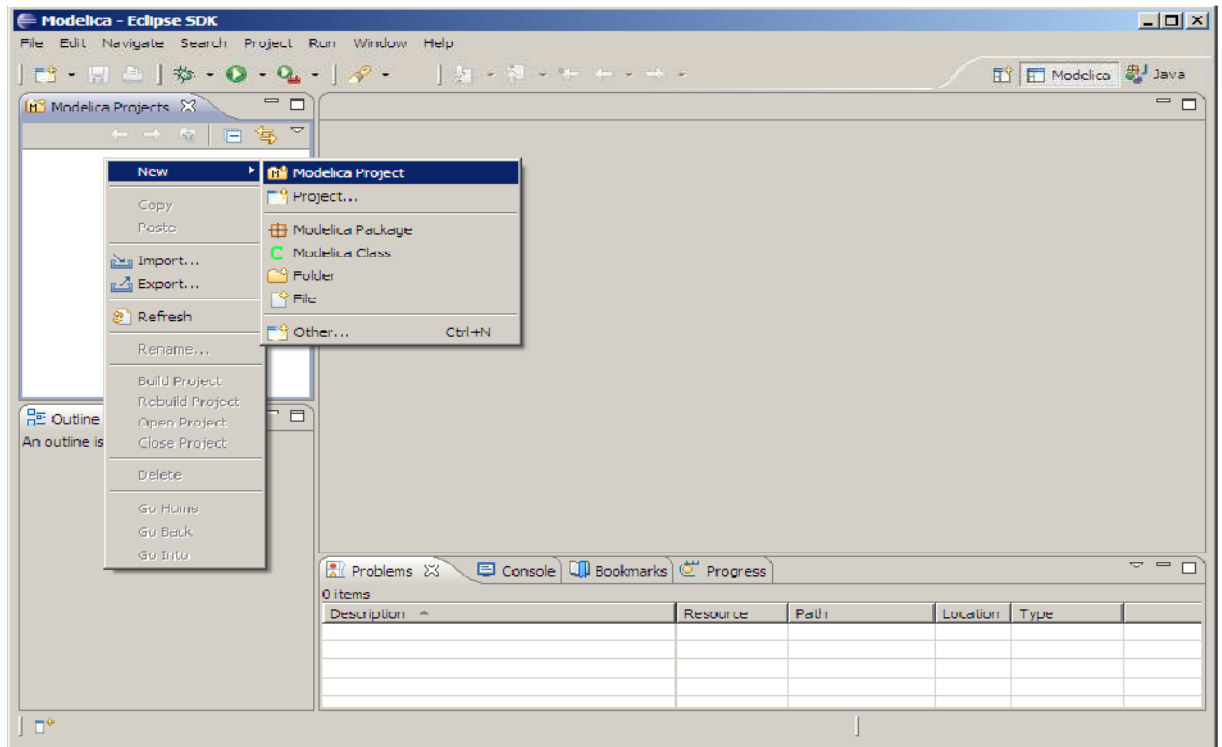 Modelica - Eclipse SDK
File Edit Navigate Search Project Run Window Help
Modelica Java
Modelica Projects
New
Copy
Paste
Import...
Export...
Refresh
Rename...
Build Project
Rebuild Project
Open Project
Close Project
Delete
Go Home
Go Back
Go Into
Modelica Project
Project...
Modelica Package
Modelica Class
Folder
File
Other... Ctrl+N
Outline
An outline is
Problems Console Bookmarks Progress
0 items
Description Resource Path Location Type